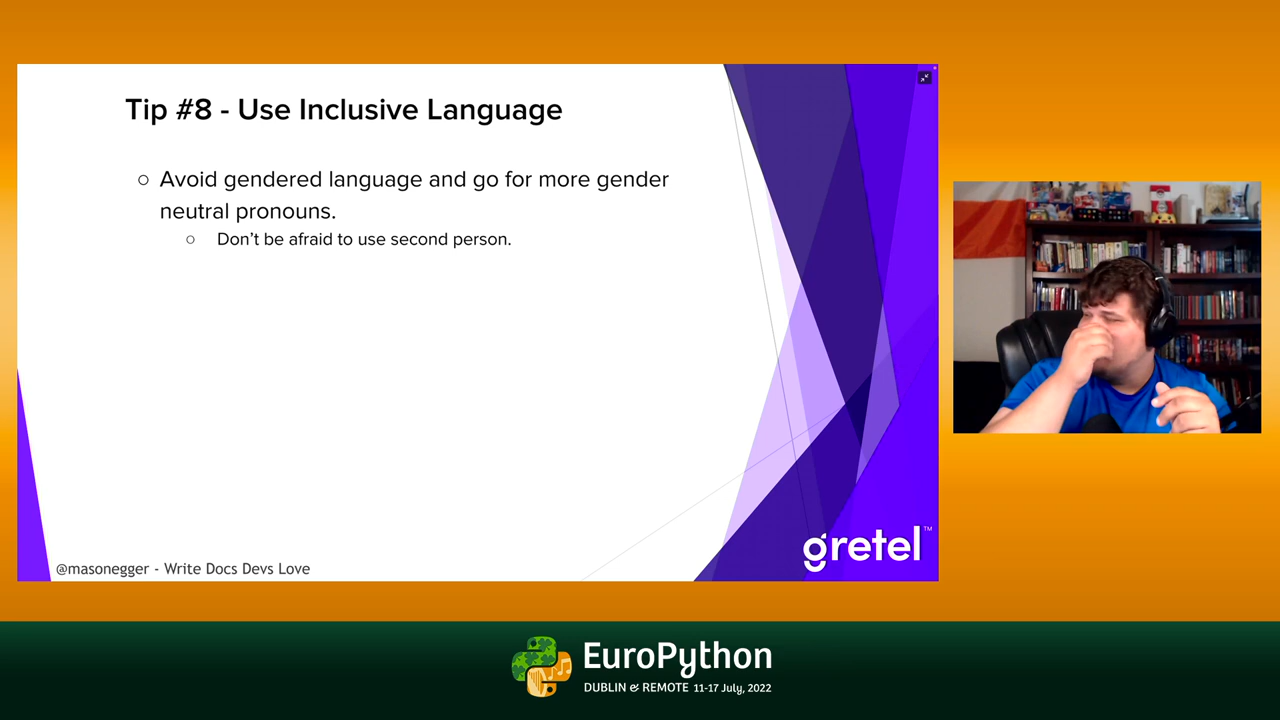 Tip #8 - Use Inclusive Language
○ Avoid gendered language and go for more gender
neutral pronouns.
○ Don’t be afraid to use second person.
gretel™
@masonegger - Write Docs Devs Love
EuroPython
DUBLIN & REMOTE 11-17 July, 2022